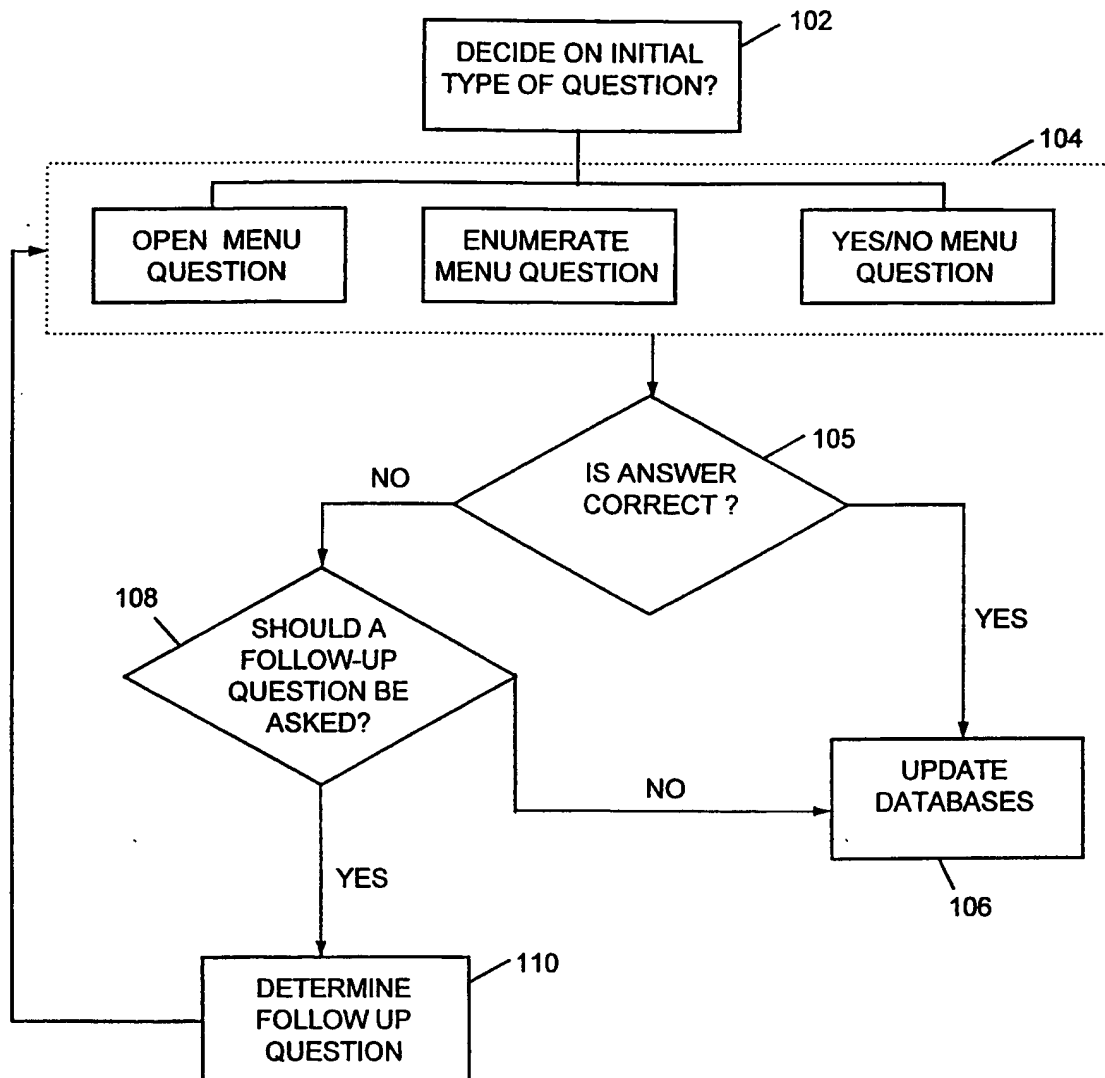 102
DECIDE ON INITIAL
TYPE OF QUESTION?
104
OPEN MENU
QUESTION
ENUMERATE
MENU QUESTION
YES/NO MENU
QUESTION
105
IS ANSWER
CORRECT ?
NO
YES
108
SHOULD A
FOLLOW-UP
QUESTION BE
ASKED?
NO
UPDATE
DATABASES
106
YES
110
DETERMINE
FOLLOW UP
QUESTION